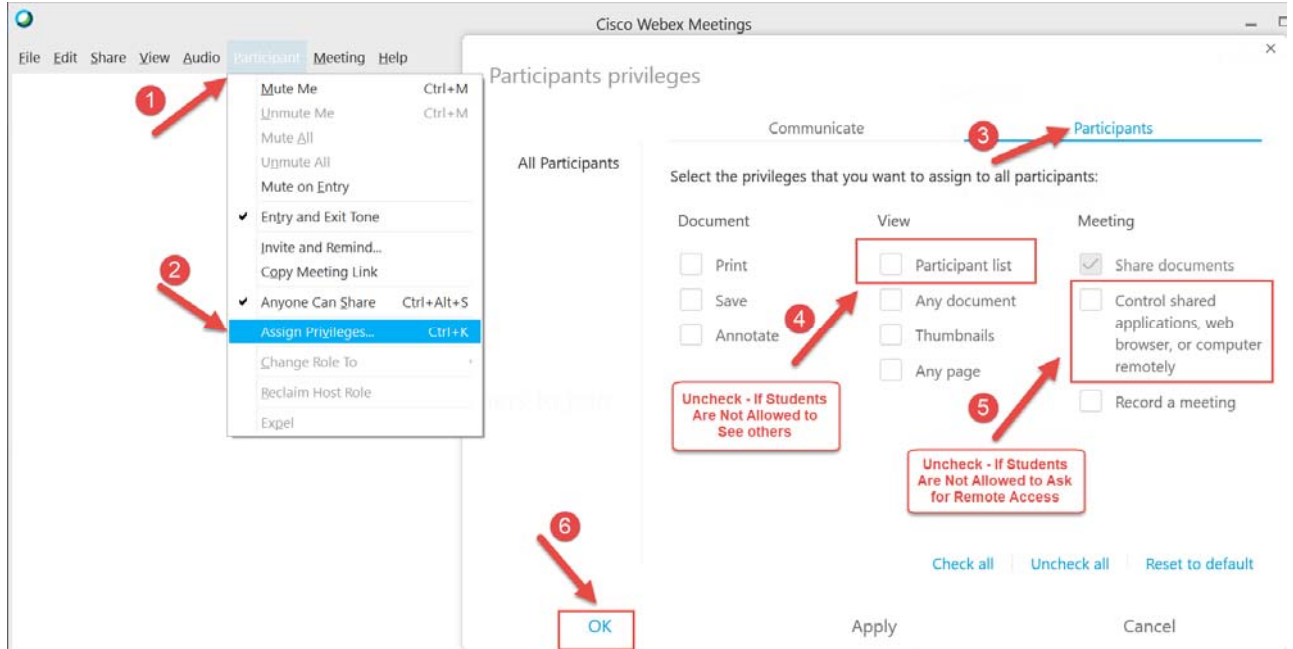 Cisco Webex Meetings
File Edit Share View Audio Participant Meeting Help
1
Mute Me Ctrl+M
Unmute Me Ctrl+M
Mute All
Unmute All
Mute on Entry
Entry and Exit Tone
Invite and Remind...
Copy Meeting Link
2
Anyone Can Share Ctrl+Alt+S
Assign Privileges... Ctrl+K
Change Role To
Reclaim Host Role
Expel
Participants privileges
Communicate
3
Participants
All Participants
Select the privileges that you want to assign to all participants:
Document
Print
Save
Annotate
View
Participant list
Any document
Thumbnails
Any page
Meeting
Share documents
Control shared
applications, web
browser, or computer
remotely
Record a meeting
4
Uncheck - If Students
Are Not Allowed to
See others
5
Uncheck - If Students
Are Not Allowed to Ask
for Remote Access
Check all Uncheck all Reset to default
6
OK Apply Cancel